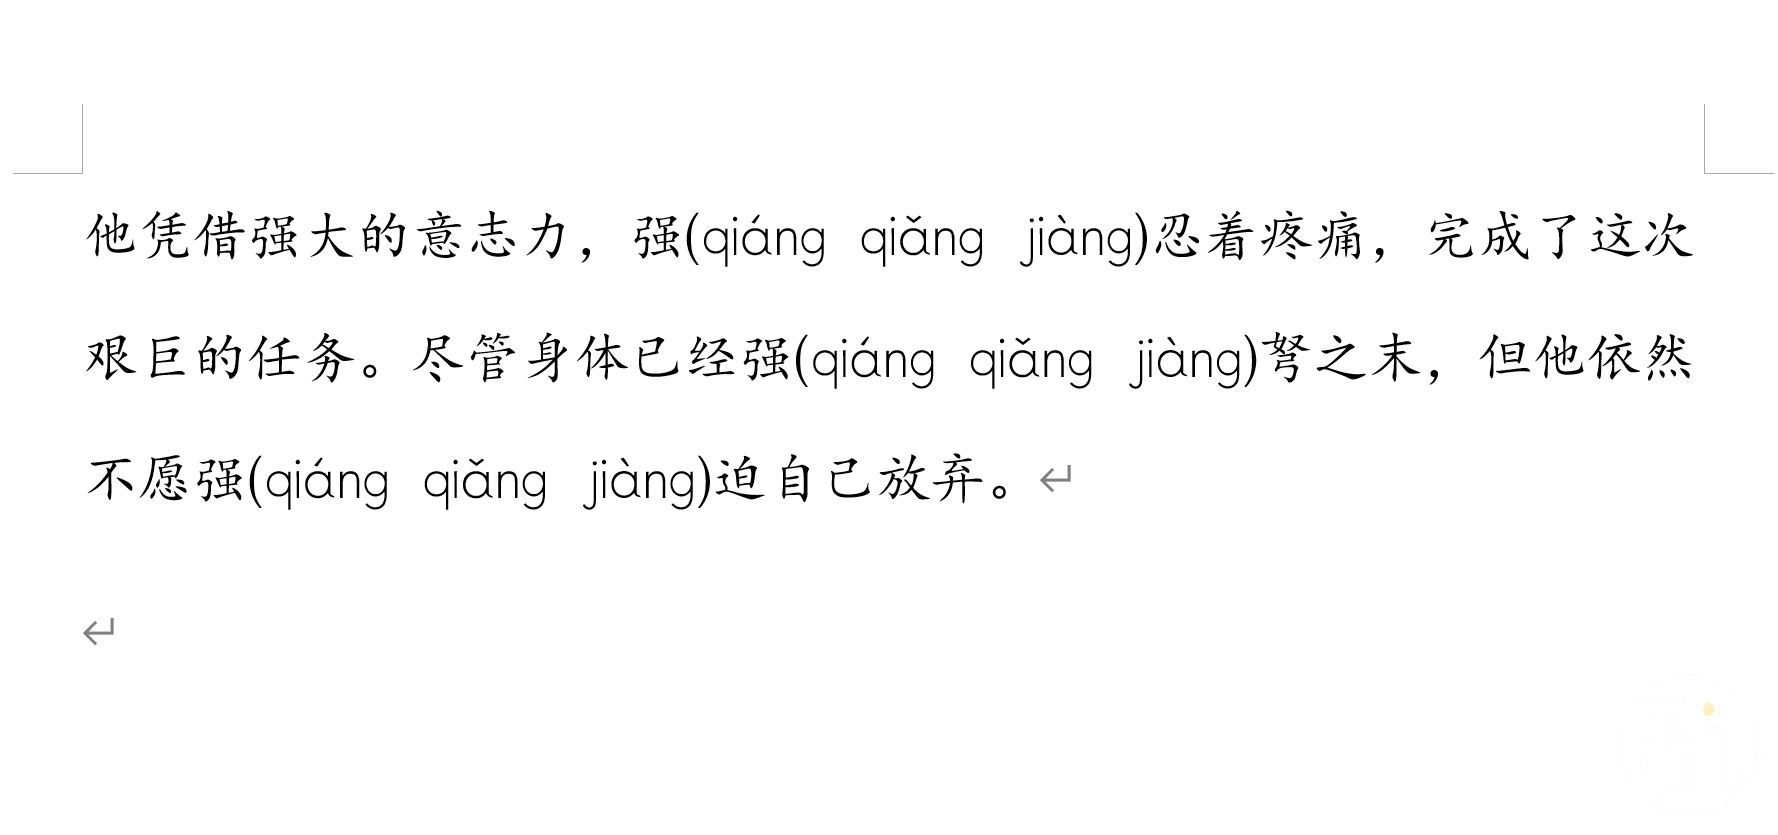 他凭借强大的意志力，强(qiáng qiǎng jiàng)忍着疼痛，完成了这次
艰巨的任务。尽管身体已经强(qiáng qiǎng jiàng)弩之末，但他依然
不愿强(qiáng qiǎng jiàng)迫自己放弃。